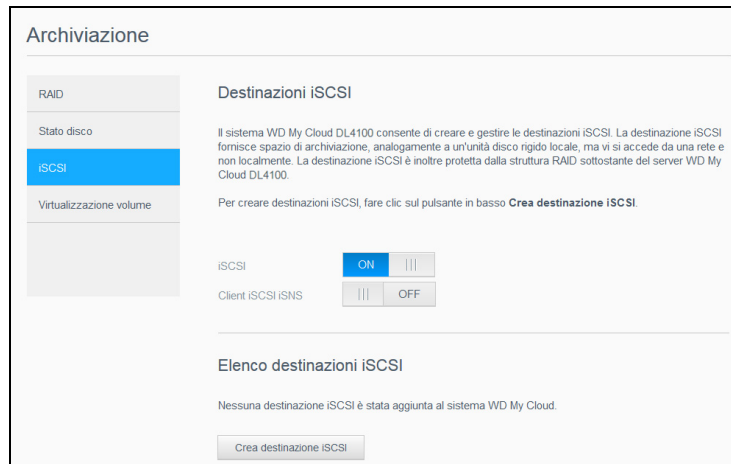 Archiviazione
RAID
Stato disco
iSCSI
Virtualizzazione volume
Destinazioni iSCSI
Il sistema WD My Cloud DL4100 consente di creare e gestire le destinazioni iSCSI. La destinazione iSCSI
fornisce spazio di archiviazione, analogamente a un'unità disco rigido locale, ma vi si accede da una rete e
non localmente. La destinazione iSCSI è inoltre protetta dalla struttura RAID sottostante del server WD My
Cloud DL4100.
Per creare destinazioni iSCSI, fare clic sul pulsante in basso Crea destinazione iSCSI.
iSCSI ON
Client iSCSI iSNS OFF
Elenco destinazioni iSCSI
Nessuna destinazione iSCSI è stata aggiunta al sistema WD My Cloud.
Crea destinazione iSCSI